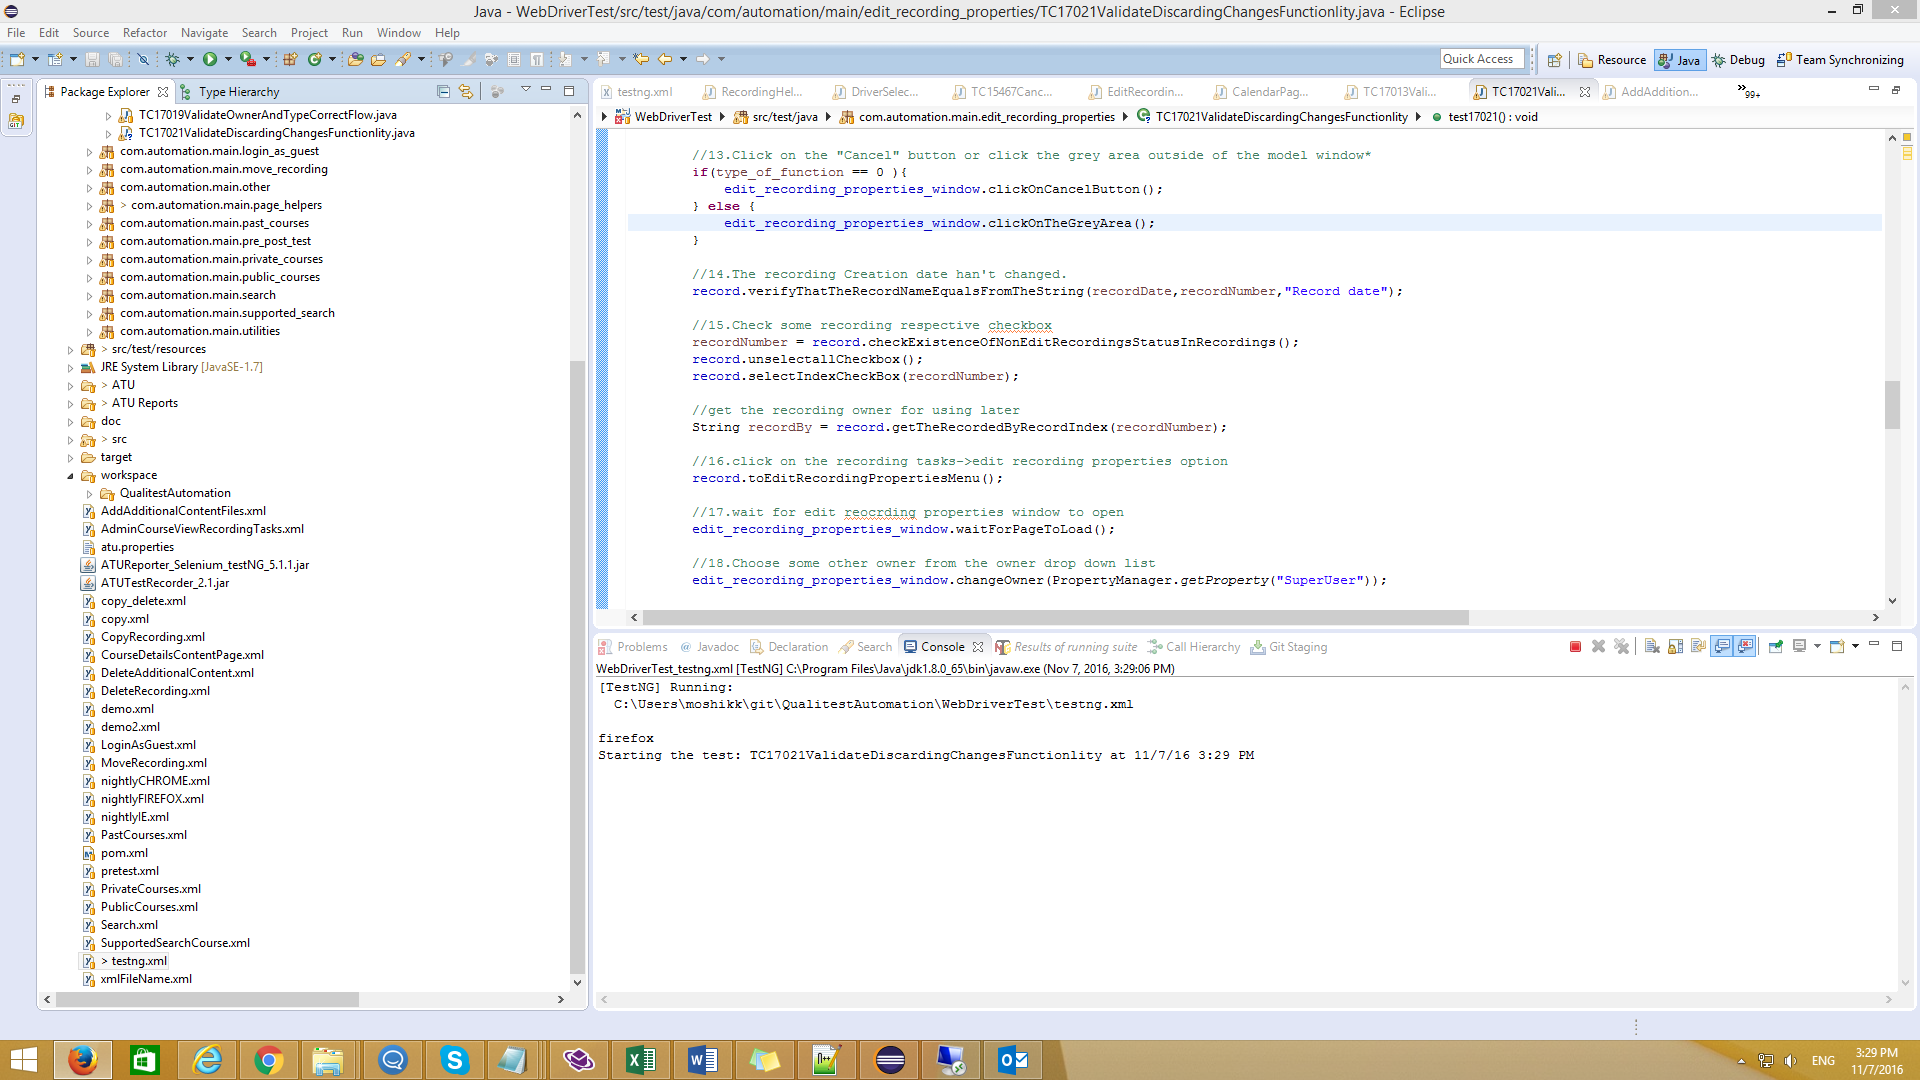 Java - WebDriverTest/src/test/java/com/automation/main/edit_recording_properties/TC17021ValidateDiscardingChangesFunctionlity.java - Eclipse
File Edit Source Refactor Navigate Search Project Run Window Help
Quick Access Resource Java Debug Team Synchronizing
Package Explorer Type Hierarchy
TC17019ValidateOwnerAndTypeCorrectFlow.java
TC17021ValidateDiscardingChangesFunctionlity.java
com.automation.main.login_as_guest
com.automation.main.move_recording
com.automation.main.other
> com.automation.main.page_helpers
com.automation.main.past_courses
com.automation.main.pre_post_test
com.automation.main.private_courses
com.automation.main.public_courses
com.automation.main.search
com.automation.main.supported_search
com.automation.main.utilities
> src/test/resources
JRE System Library [JavaSE-1.7]
> ATU
> ATU Reports
doc
> src
target
workspace
QualitestAutomation
AddAdditionalContentFiles.xml
AdminCourseViewRecordingTasks.xml
atu.properties
ATUReporter_Selenium_testNG_5.1.1.jar
ATUTestRecorder_2.1.jar
copy_delete.xml
copy.xml
CopyRecording.xml
CourseDetailsContentPage.xml
DeleteAdditionalContent.xml
DeleteRecording.xml
demo.xml
demo2.xml
LoginAsGuest.xml
MoveRecording.xml
nightlyCHROME.xml
nightlyFIREFOX.xml
nightlyIE.xml
PastCourses.xml
pom.xml
pretest.xml
PrivateCourses.xml
PublicCourses.xml
Search.xml
SupportedSearchCourse.xml
> testng.xml
xmlFileName.xml
testng.xml RecordingHel... DriverSelec... TC15467Canc... EditRecordin... CalendarPag... TC17013Vali... TC17021Vali... AddAddition... »99+
WebDriverTest src/test/java com.automation.main.edit_recording_properties TC17021ValidateDiscardingChangesFunctionlity test17021() : void
//13.Click on the "Cancel" button or click the grey area outside of the model window*
if(type_of_function == 0 ){
edit_recording_properties_window.clickOnCancelButton();
} else {
edit_recording_properties_window.clickOnTheGreyArea();
}
//14.The recording Creation date han't changed.
record.verifyThatTheRecordNameEqualsFromTheString(recordDate,recordNumber,"Record date");
//15.Check some recording respective checkbox
recordNumber = record.checkExistenceOfNonEditRecordingsStatusInRecordings();
record.unselectallCheckbox();
record.selectIndexCheckBox(recordNumber);
//get the recording owner for using later
String recordBy = record.getTheRecordedByRecordIndex(recordNumber);
//16.click on the recording tasks->edit recording properties option
record.toEditRecordingPropertiesMenu();
//17.wait for edit reocrding properties window to open
edit_recording_properties_window.waitForPageToLoad();
//18.Choose some other owner from the owner drop down list
edit_recording_properties_window.changeOwner(PropertyManager.getProperty("SuperUser"));
Problems @ Javadoc Declaration Search Console Results of running suite Call Hierarchy Git Staging
WebDriverTest_testng.xml [TestNG] C:\Program Files\Java\jdk1.8.0_65\bin\javaw.exe (Nov 7, 2016, 3:29:06 PM)
[TestNG] Running:
C:\Users\moshikk\git\QualitestAutomation\WebDriverTest\testng.xml
firefox
Starting the test: TC17021ValidateDiscardingChangesFunctionlity at 11/7/16 3:29 PM
ENG
3:29 PM
11/7/2016